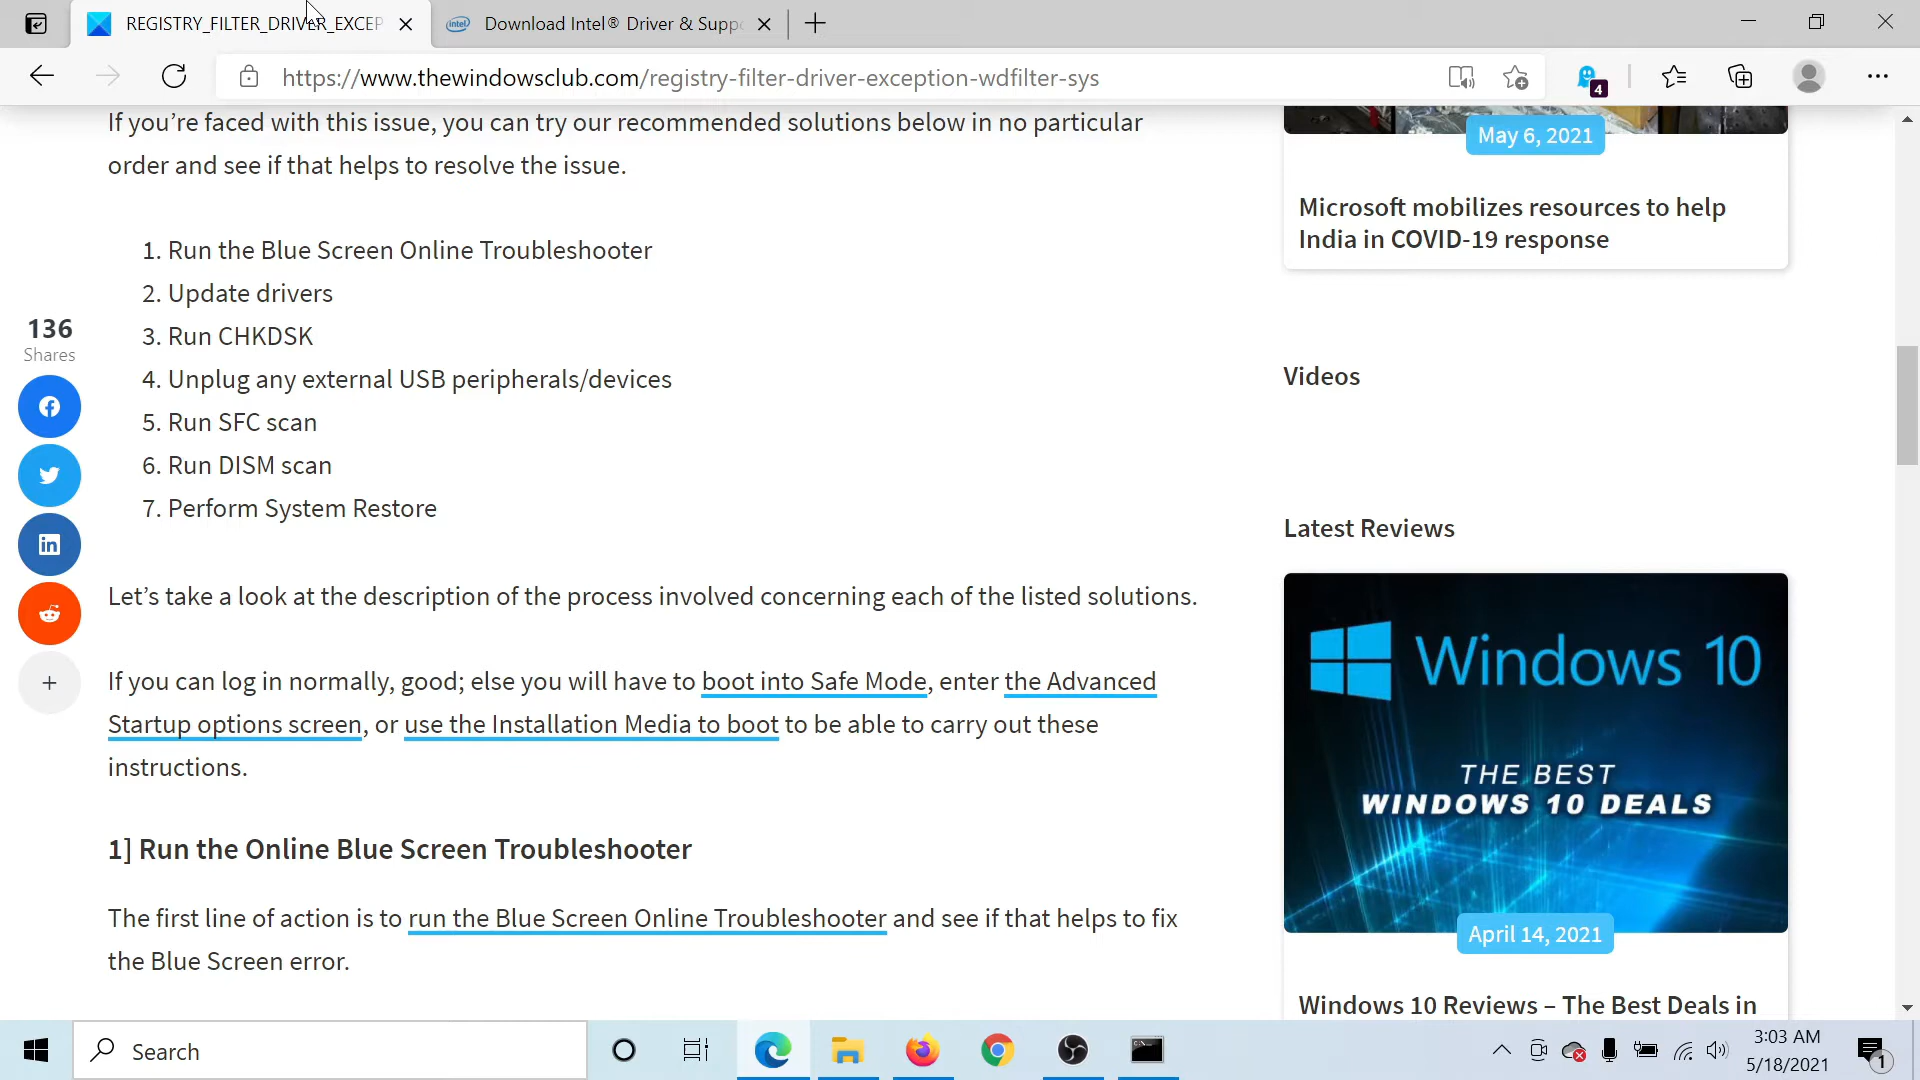 REGISTRY_FILTER_DRIVER_EXCEP
intel
Download Intel® Driver & Supp
https://www.thewindowsclub.com/registry-filter-driver-exception-wdfilter-sys
4
If you’re faced with this issue, you can try our recommended solutions below in no particular
order and see if that helps to resolve the issue.
1. Run the Blue Screen Online Troubleshooter
2. Update drivers
3. Run CHKDSK
4. Unplug any external USB peripherals/devices
5. Run SFC scan
6. Run DISM scan
7. Perform System Restore
136
Shares
in
+
Let’s take a look at the description of the process involved concerning each of the listed solutions.
If you can log in normally, good; else you will have to boot into Safe Mode, enter the Advanced
Startup options screen, or use the Installation Media to boot to be able to carry out these
instructions.
1] Run the Online Blue Screen Troubleshooter
The first line of action is to run the Blue Screen Online Troubleshooter and see if that helps to fix
the Blue Screen error.
May 6, 2021
Microsoft mobilizes resources to help
India in COVID-19 response
Videos
Latest Reviews
Windows 10
THE BEST
WINDOWS 10 DEALS
April 14, 2021
Windows 10 Reviews – The Best Deals in
Search
3:03 AM
5/18/2021
1